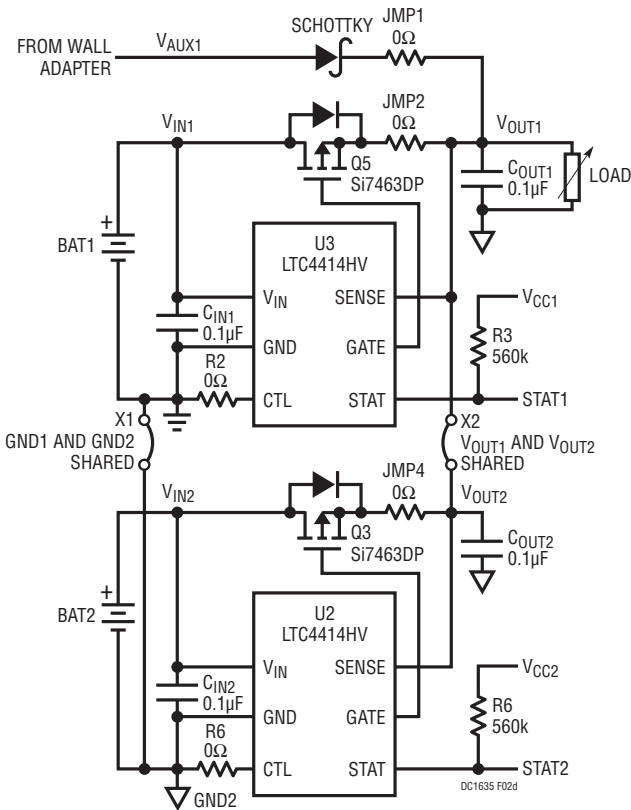 SCHOTTKY
JMP1
0Ω
FROM WALL
ADAPTER
VAUX1
VIN1
JMP2
0Ω
VOUT1
Q5
Si7463DP
COUT1
0.1µF
LOAD
+
BAT1
U3
LTC4414HV
VIN
SENSE
GND
GATE
CTL
STAT
CIN1
0.1µF
R2
0Ω
VCC1
R3
560k
STAT1
X1
GND1 AND GND2
SHARED
X2
VOUT1 AND VOUT2
SHARED
VIN2
JMP4
0Ω
VOUT2
Q3
Si7463DP
COUT2
0.1µF
+
BAT2
U2
LTC4414HV
VIN
SENSE
GND
GATE
CTL
STAT
CIN2
0.1µF
R6
0Ω
VCC2
R6
560k
STAT2
GND2
DC1635 F02d